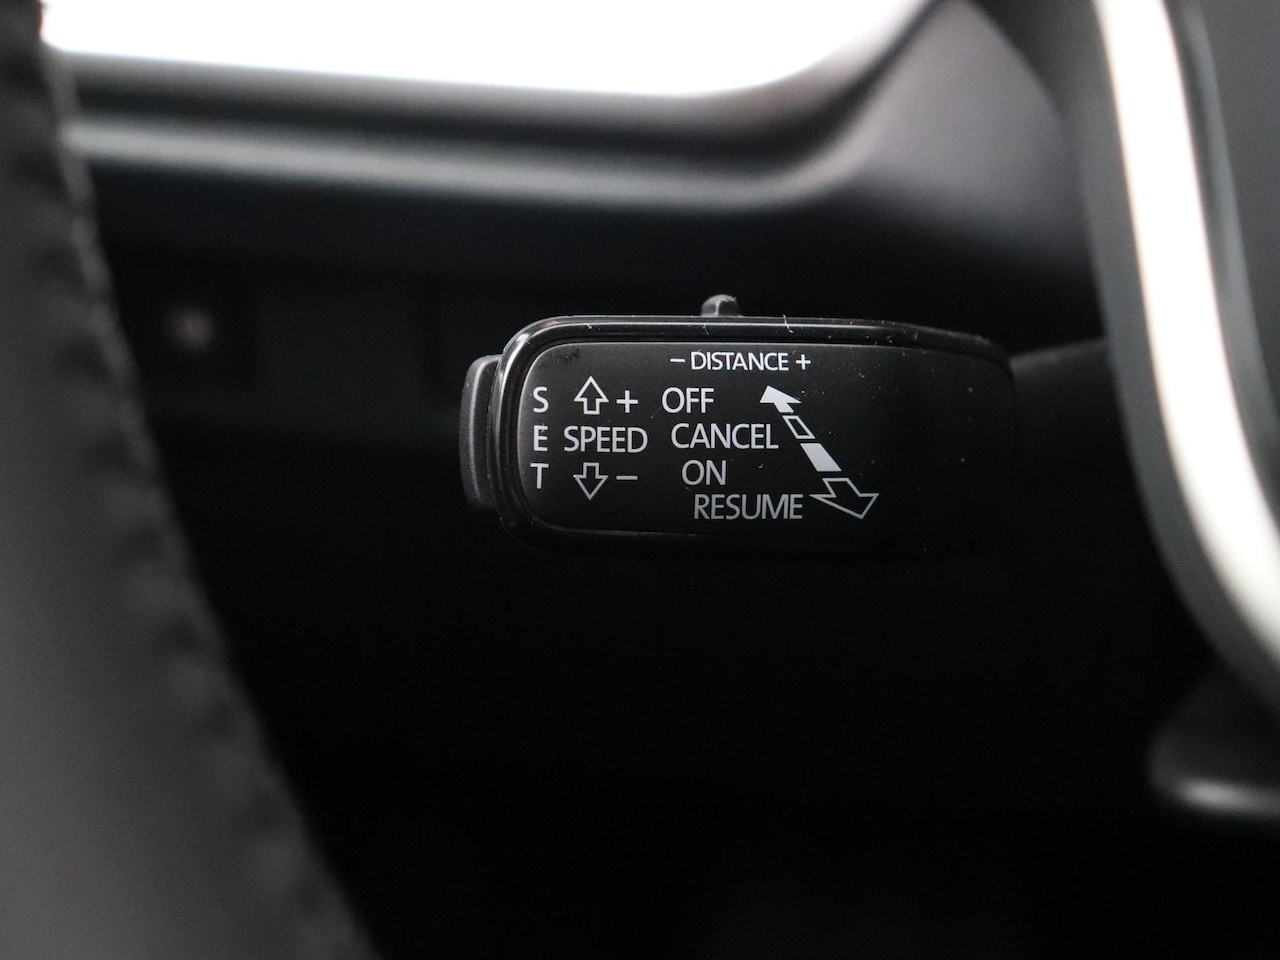 − DISTANCE +
S + OFF
E SPEED CANCEL
T − ON
RESUME